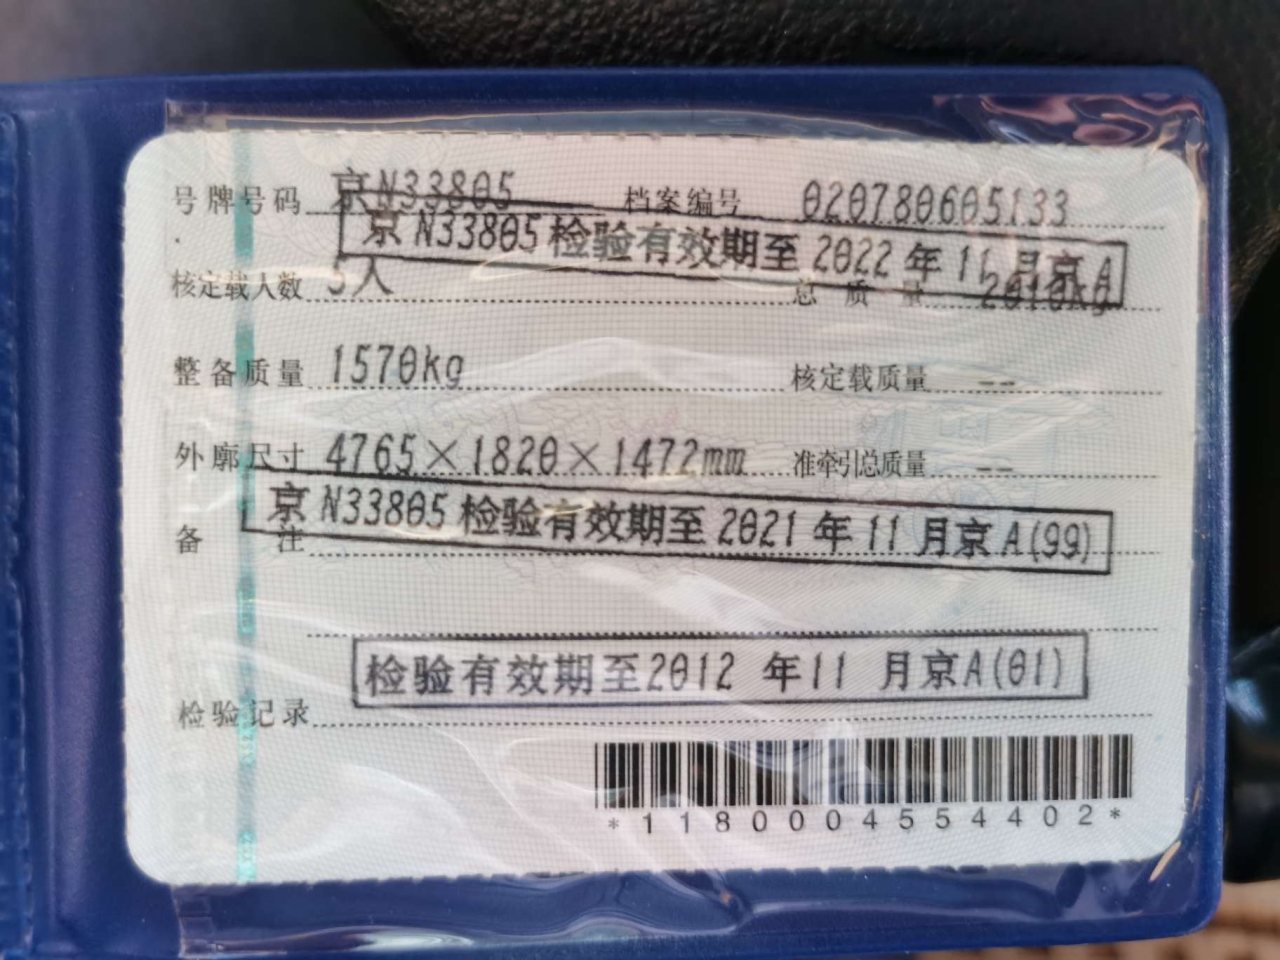 号牌号码 京N33805 档案编号 020780605133
京N33805检验有效期至2022年11月京A
核定载人数 5人 总质量 2010kg
整备质量 1570kg 核定载质量 --
外廓尺寸 4765×1820×1472mm 准牵引总质量 --
京N33805检验有效期至2021年11月京A(99)
备注
检验有效期至2012年11月京A(01)
检验记录
*1180004554402*